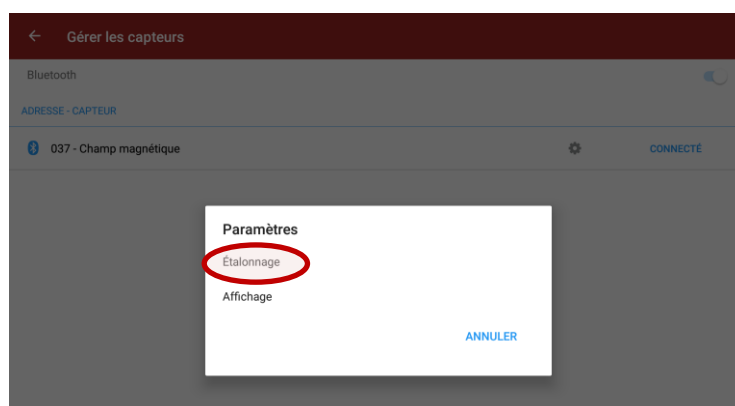 Gérer les capteurs
Bluetooth
ADRESSE - CAPTEUR
037 - Champ magnétique
CONNECTÉ
Paramètres
Étalonnage
Affichage
ANNULER